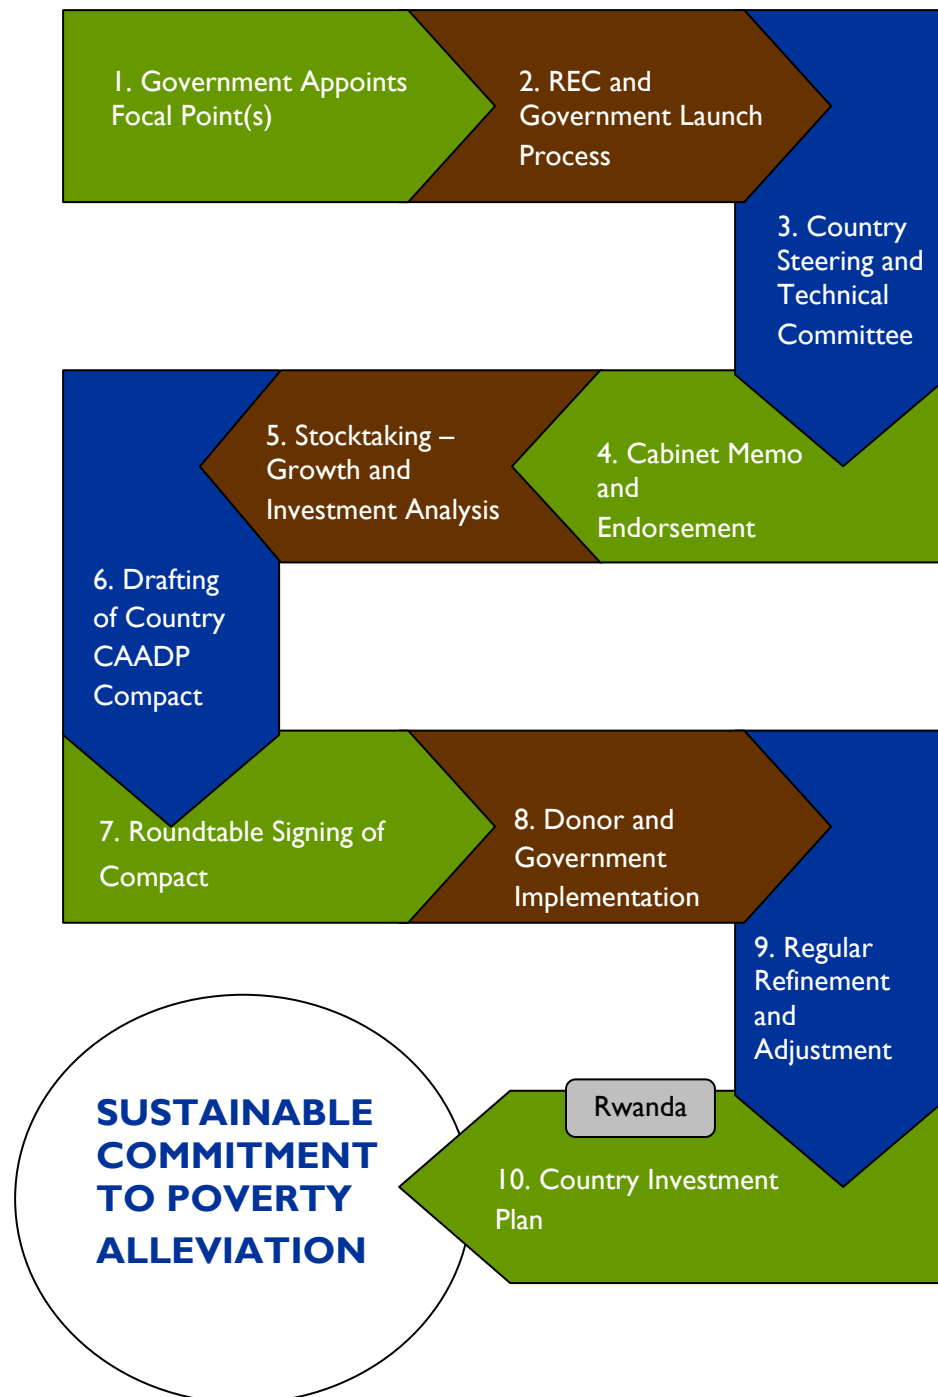 1. Government Appoints
Focal Point(s)
2. REC and
Government Launch
Process
3. Country
Steering and
Technical
Committee
4. Cabinet Memo
and
Endorsement
5. Stocktaking –
Growth and
Investment Analysis
6. Drafting
of Country
CAADP
Compact
7. Roundtable Signing of
Compact
8. Donor and
Government
Implementation
9. Regular
Refinement
and
Adjustment
Rwanda
10. Country Investment
Plan
SUSTAINABLE
COMMITMENT
TO POVERTY
ALLEVIATION